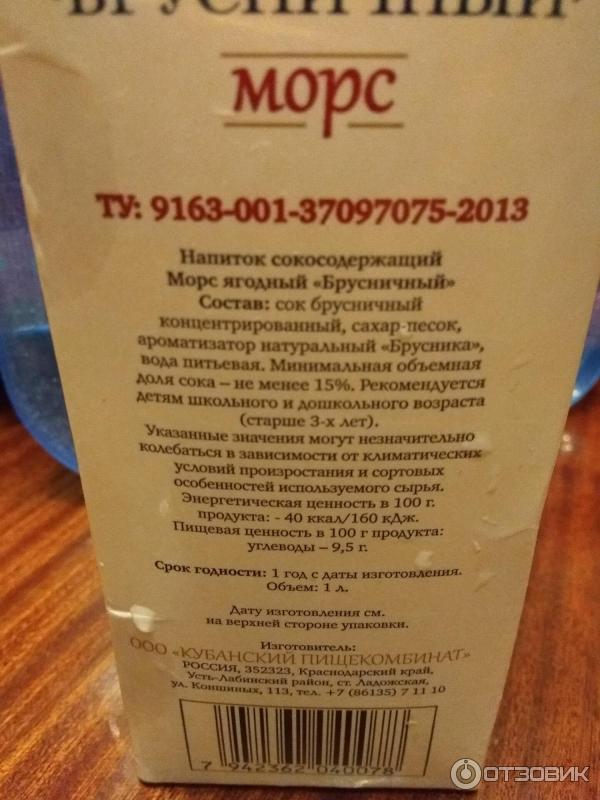 БРУСНИЧНЫЙ
морс
ТУ: 9163-001-37097075-2013
Напиток сокосодержащий
Морс ягодный «Брусничный»
Состав: сок брусничный
концентрированный, сахар-песок,
ароматизатор натуральный «Брусника»,
вода питьевая. Минимальная объемная
доля сока – не менее 15%. Рекомендуется
детям школьного и дошкольного возраста
(старше 3-х лет).
Указанные значения могут незначительно
колебаться в зависимости от климатических
условий произростания и сортовых
особенностей используемого сырья.
Энергетическая ценность в 100 г.
продукта: - 40 ккал/160 кДж.
Пищевая ценность в 100 г продукта:
углеводы – 9,5 г.
Срок годности: 1 год с даты изготовления.
Объем: 1 л.
Дату изготовления см.
на верхней стороне упаковки.
Изготовитель:
ООО «КУБАНСКИЙ ПИЩЕКОМБИНАТ»
РОССИЯ, 352323, Краснодарский край,
Усть-Лабинский район, ст. Ладожская,
ул. Коншиных, 113, тел. +7 (86135) 7 11 10
7 942362 040078
ОТЗОВИК